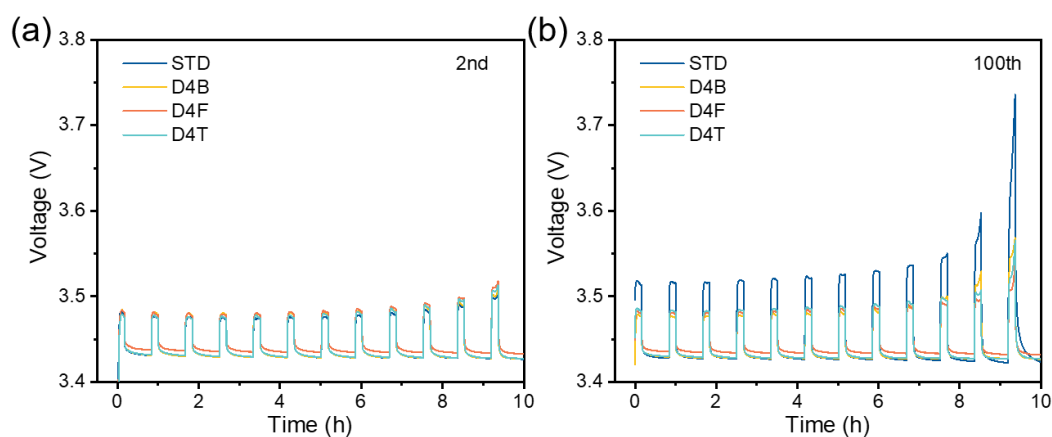 (a)
3.8
3.7
3.6
3.5
3.4
Voltage (V)
STD
D4B
D4F
D4T
2nd
0
2
4
6
8
10
Time (h)
(b)
3.8
3.7
3.6
3.5
3.4
Voltage (V)
STD
D4B
D4F
D4T
100th
0
2
4
6
8
10
Time (h)